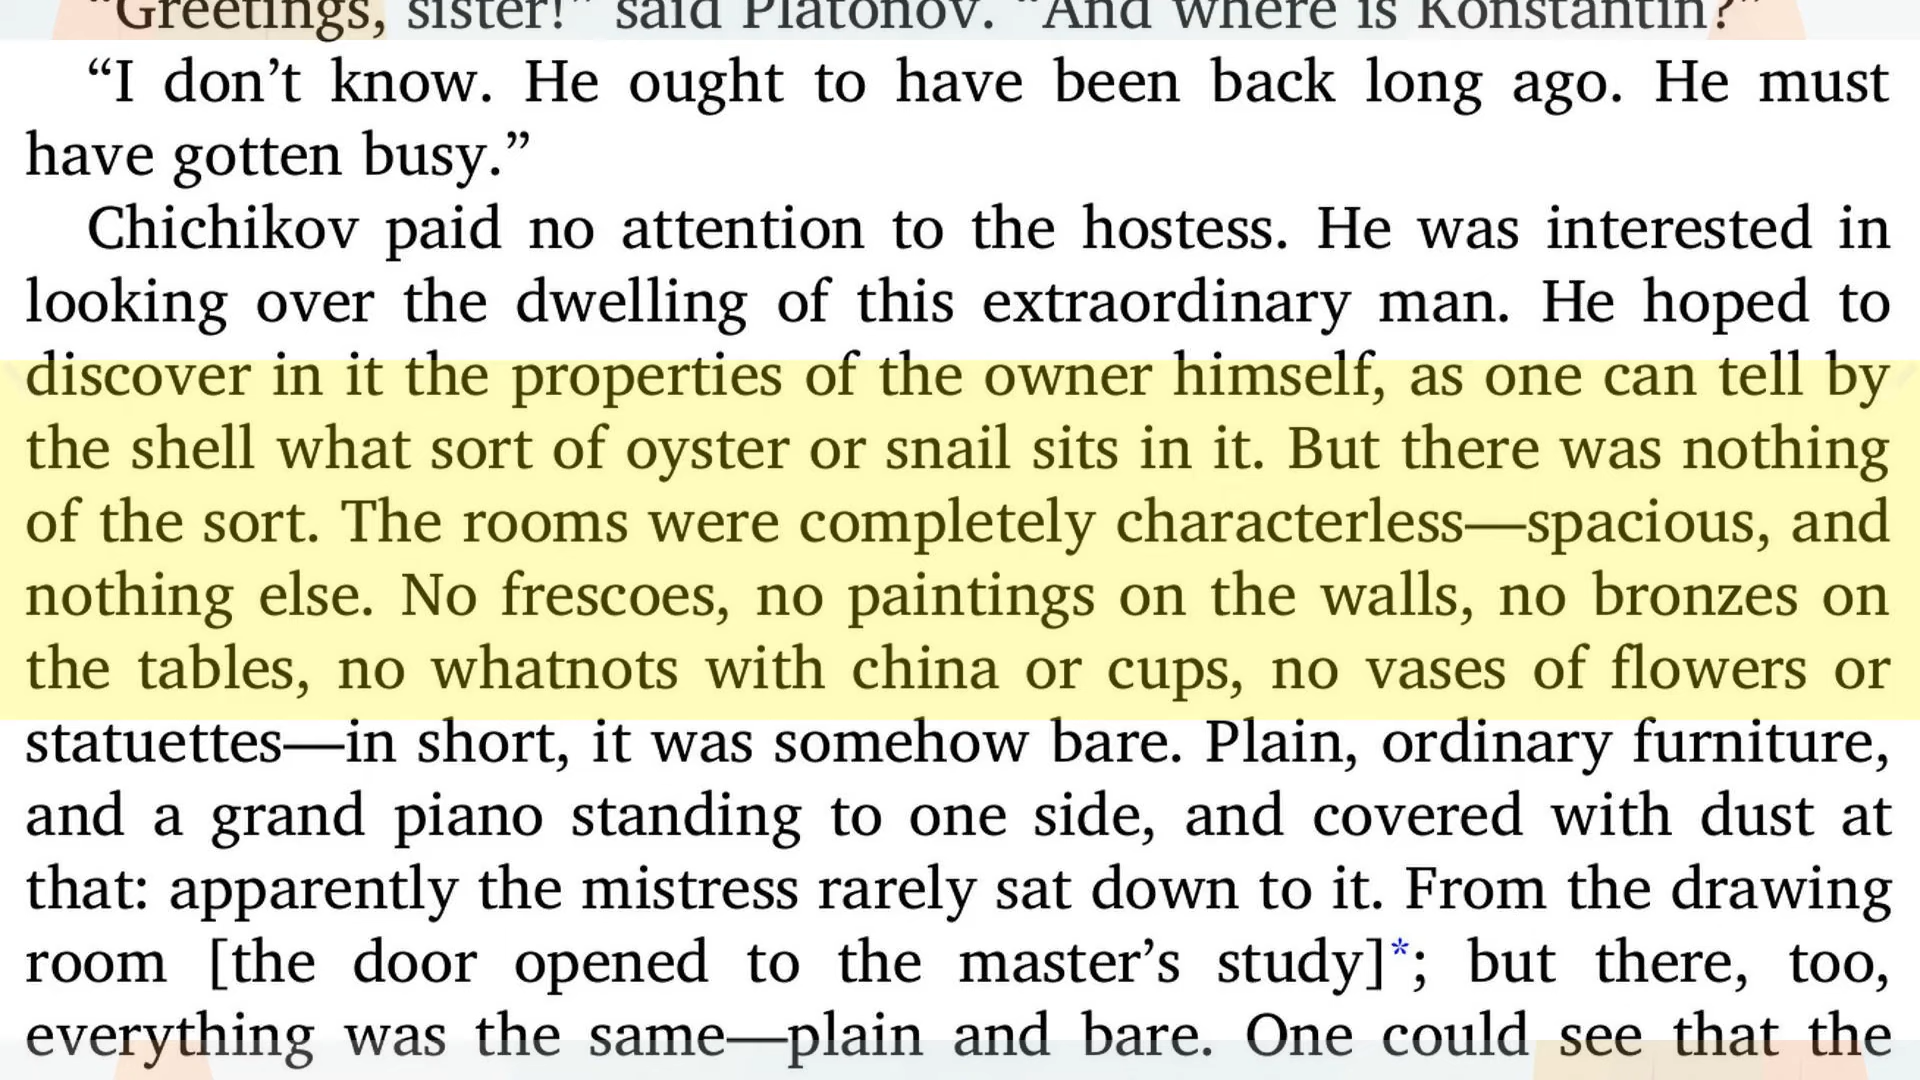 “Greetings, sister!” said Platonov. “And where is Konstantin?”
“I don’t know. He ought to have been back long ago. He must
have gotten busy.”
Chichikov paid no attention to the hostess. He was interested in
looking over the dwelling of this extraordinary man. He hoped to
discover in it the properties of the owner himself, as one can tell by
the shell what sort of oyster or snail sits in it. But there was nothing
of the sort. The rooms were completely characterless—spacious, and
nothing else. No frescoes, no paintings on the walls, no bronzes on
the tables, no whatnots with china or cups, no vases of flowers or
statuettes—in short, it was somehow bare. Plain, ordinary furniture,
and a grand piano standing to one side, and covered with dust at
that: apparently the mistress rarely sat down to it. From the drawing
room [the door opened to the master’s study]*; but there, too,
everything was the same—plain and bare. One could see that the